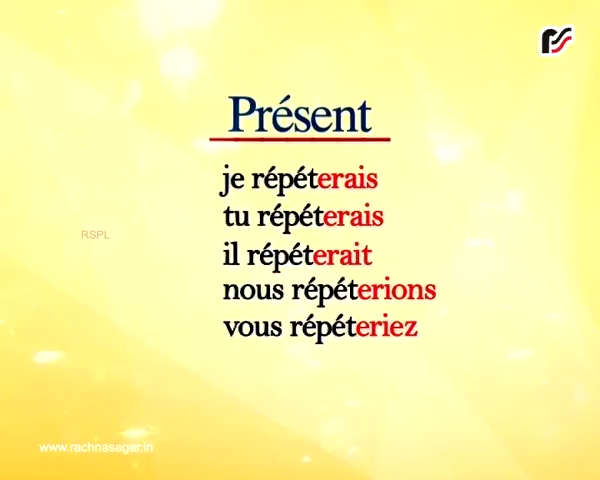 Présent
je répéterais
tu répéterais
il répéterait
nous répéterions
vous répéteriez
RSPL
www.rachnasagar.in